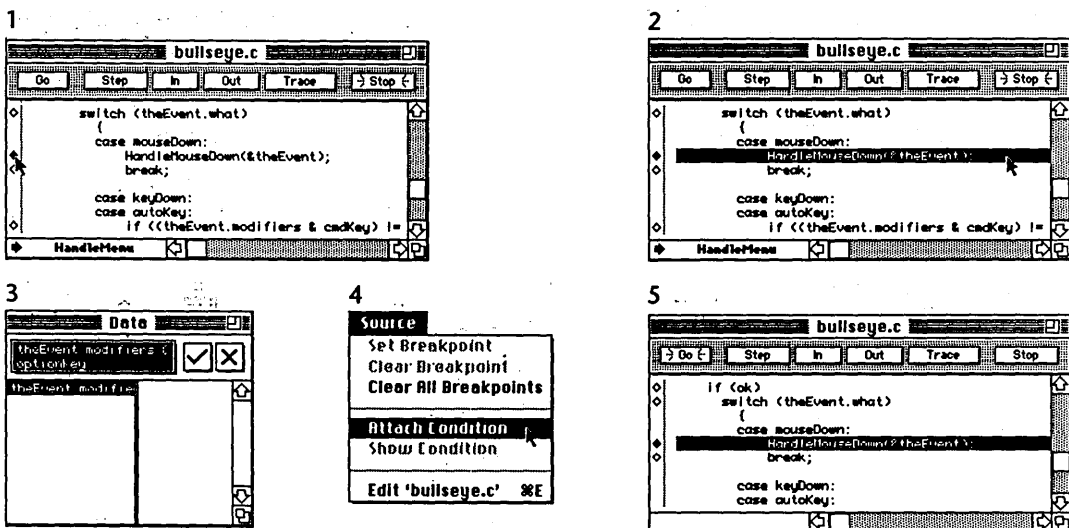 1
bullseye.c
Go Step In Out Trace Stop
switch (theEvent.what)
{
case mouseDown:
HandleMouseDown(&theEvent);
break;
case keyDown:
case autoKey:
if ((theEvent.modifiers & cmdKey) !=
HandleMenu
2
bullseye.c
Go Step In Out Trace Stop
switch (theEvent.what)
{
case mouseDown:
HandleMouseDown(&theEvent);
break;
case keyDown:
case autoKey:
if ((theEvent.modifiers & cmdKey) !=
HandleMenu
3
Data
theEvent modifiers
optionKey
theEvent modifie
4
Source
Set Breakpoint
Clear Breakpoint
Clear All Breakpoints
Attach Condition
Show Condition
Edit 'bullseye.c' ⌘E
5
bullseye.c
Go Step In Out Trace Stop
if (ok)
switch (theEvent.what)
{
case mouseDown:
HandleMouseDown(&theEvent);
break;
case keyDown:
case autoKey: